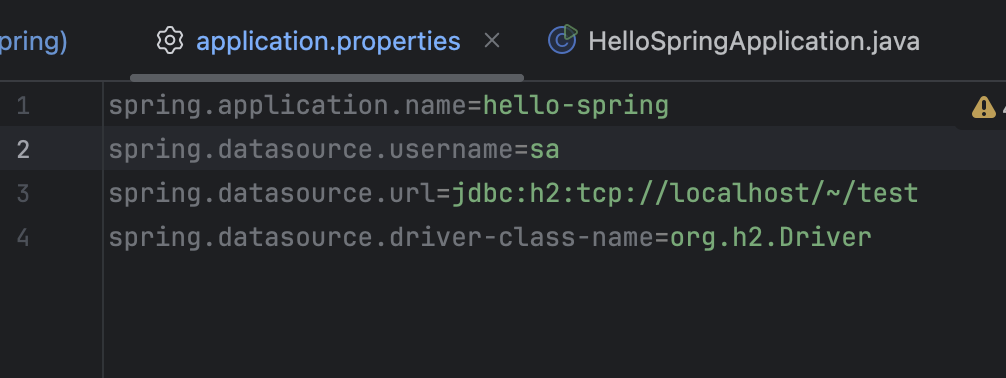 pring)
application.properties
HelloSpringApplication.java
1 spring.application.name=hello-spring
2 spring.datasource.username=sa
3 spring.datasource.url=jdbc:h2:tcp://localhost/~/test
4 spring.datasource.driver-class-name=org.h2.Driver